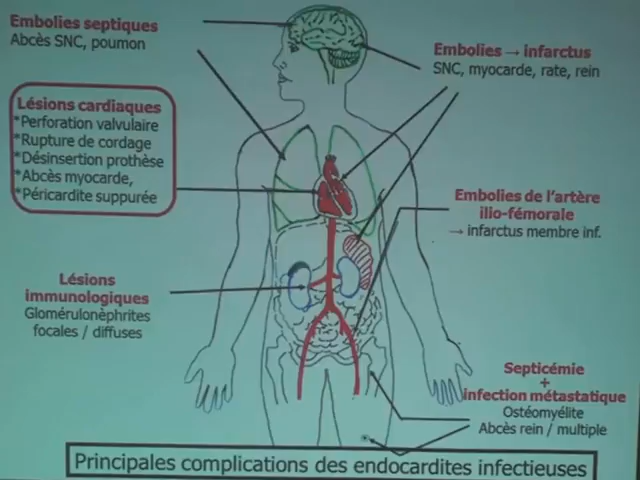 Embolies septiques
Abcès SNC, poumon
Embolies → infarctus
SNC, myocarde, rate, rein
Lésions cardiaques
*Perforation valvulaire
*Rupture de cordage
*Désinsertion prothèse
*Abcès myocarde,
*Péricardite suppurée
Embolies de l'artère
ilio-fémorale
→ infarctus membre inf.
Lésions
immunologiques
Glomérulonèphrites
focales / diffuses
Septicémie
+
infection métastatique
Ostéomyélite
Abcès rein / multiple
Principales complications des endocardites infectieuses